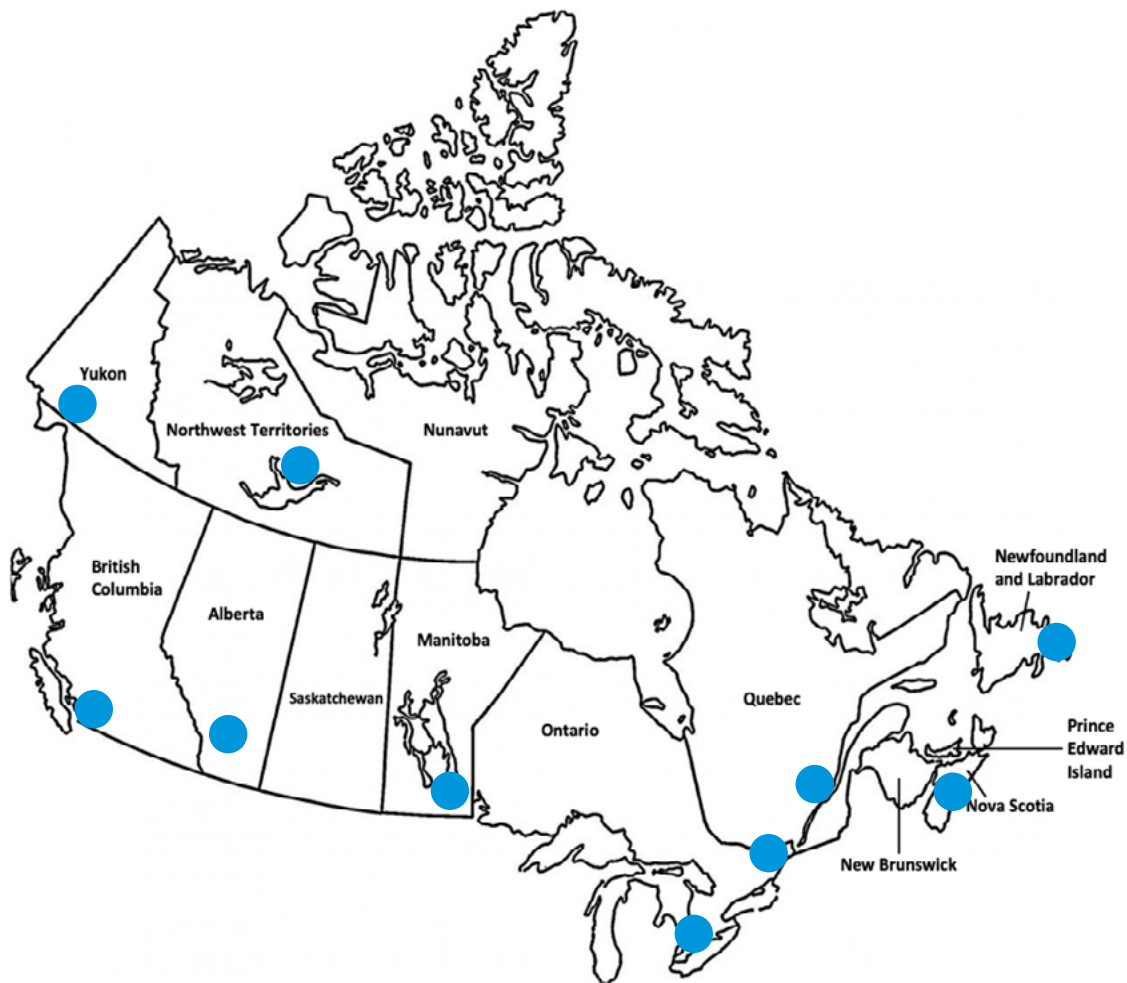 Yukon
Northwest Territories
Nunavut
British
Columbia
Alberta
Saskatchewan
Manitoba
Ontario
Quebec
Newfoundland
and Labrador
Prince
Edward
Island
Nova Scotia
New Brunswick